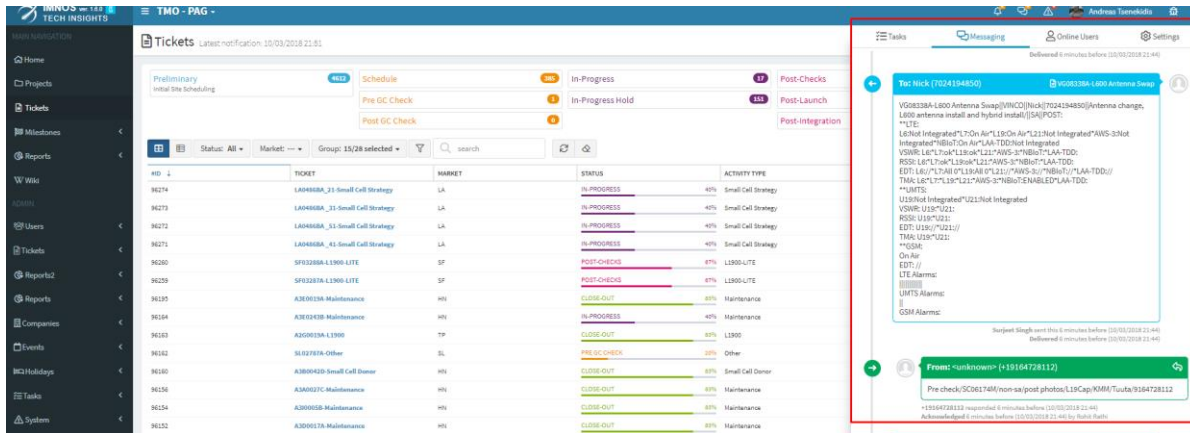 IMNOS ver. 1.8.0
TECH INSIGHTS
TMO - PAG
Andreas Tsenekidis
MAIN NAVIGATION
Home
Projects
Tickets
Milestones
Reports
Wiki
ADMIN
Users
Tickets
Reports2
Reports
Companies
Events
Holidays
Tasks
System
Tickets Latest notification: 10/03/2018 21:51
Preliminary 4612
Initial Site Scheduling
Schedule 365
In-Progress 17
Post-Checks
Pre GC Check 1
In-Progress Hold 151
Post-Launch
Post GC Check 0
Post-Integration
Status: All Market: --- Group: 15/28 selected search
#ID TICKET MARKET STATUS ACTIVITY TYPE
96274 LA04868A_21-Small Cell Strategy LA IN-PROGRESS 40% Small Cell Strategy
96273 LA04868A_31-Small Cell Strategy LA IN-PROGRESS 40% Small Cell Strategy
96272 LA04868A_51-Small Cell Strategy LA IN-PROGRESS 40% Small Cell Strategy
96271 LA04868A_41-Small Cell Strategy LA IN-PROGRESS 40% Small Cell Strategy
96260 SF03288A-L1900-LITE SF POST-CHECKS 67% L1900-LITE
96259 SF03267A-L1900-LITE SF POST-CHECKS 67% L1900-LITE
96195 A3E0019A-Maintenance HN CLOSE-OUT 80% Maintenance
96184 A3E0243B-Maintenance HN IN-PROGRESS 40% Maintenance
96163 A2G0019A-L1900 TP CLOSE-OUT 80% L1900
96162 SL03787A-Other SL PRE GC CHECK Other
96160 A3B0042D-Small Cell Donor HN CLOSE-OUT 80% Small Cell Donor
96156 A3A0027C-Maintenance HN CLOSE-OUT 80% Maintenance
96154 A3I0005B-Maintenance HN CLOSE-OUT 80% Maintenance
96152 A3D0017A-Maintenance HN CLOSE-OUT 80% Maintenance
Tasks Messaging Online Users Settings
Delivered 6 minutes before (10/03/2018 21:44)
To: Nick (7024194850) VG08338A-L600 Antenna Swap
VG08338A-L600 Antenna Swap||VINCO||Nick||7024194850||Antenna change,
L600 antenna install and hybrid install/||SA||POST:
**LTE:
L6:Not Integrated*L7:On Air*L19:On Air*L21:Not Integrated*AWS-3:Not
Integrated*NBIoT:On Air*LAA-TDD:Not Integrated
VSWR: L6:*L7:ok*L19:ok*L21:*AWS-3:*NBIoT:*LAA-TDD:
RSSI: L6:*L7:ok*L19:ok*L21:*AWS-3:*NBIoT:*LAA-TDD:
EDT: L6://*L7:All 0*L19:All 0*L21://*AWS-3://*NBIoT://*LAA-TDD://
TMA: L6:*L7:*L19:*L21:*AWS-3:*NBIoT:ENABLED*LAA-TDD:
**UMTS:
U19:Not Integrated*U21:Not Integrated
VSWR: U19:*U21:
RSSI: U19:*U21:
EDT: U19://*U21://
TMA: U19:*U21:
**GSM:
On Air
EDT: //
LTE Alarms:
||||||||||||
UMTS Alarms:
||
GSM Alarms:
Surjeet Singh sent this 6 minutes before (10/03/2018 21:44)
Delivered 6 minutes before (10/03/2018 21:44)
From: <unknown> (+19164728112)
Pre check/SC06174M/non-sa/post photos/L19Cap/KMM/Tuuta/9164728112
+19164728112 responded 6 minutes before (10/03/2018 21:44)
Acknowledged 6 minutes before (10/03/2018 21:44) by Rohit Rathi